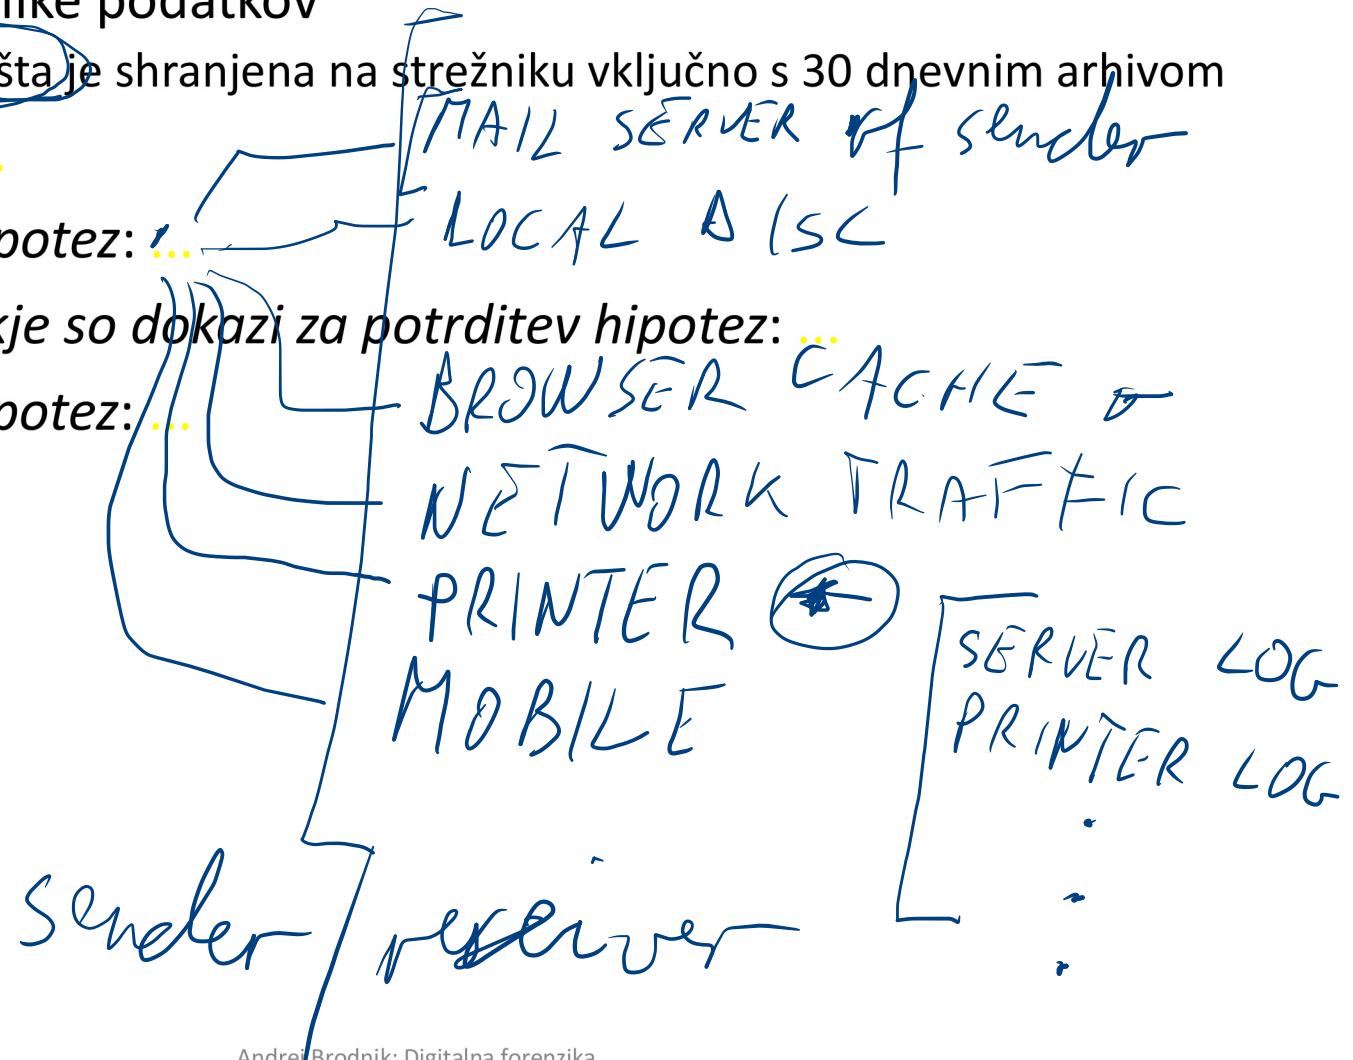 nike podatkov
šta je shranjena na strežniku vključno s 30 dnevnim arhivom
MAIL SERVER of sender
LOCAL DISC
potez: ...
kje so dokazi za potrditev hipotez: ...
BROWSER CACHE
potez: ...
NETWORK TRAFFIC
PRINTER
MOBILE
SERVER LOG
PRINTER LOG
.
.
.
sender / receiver
Andrej Brodnik: Digitalna forenzika